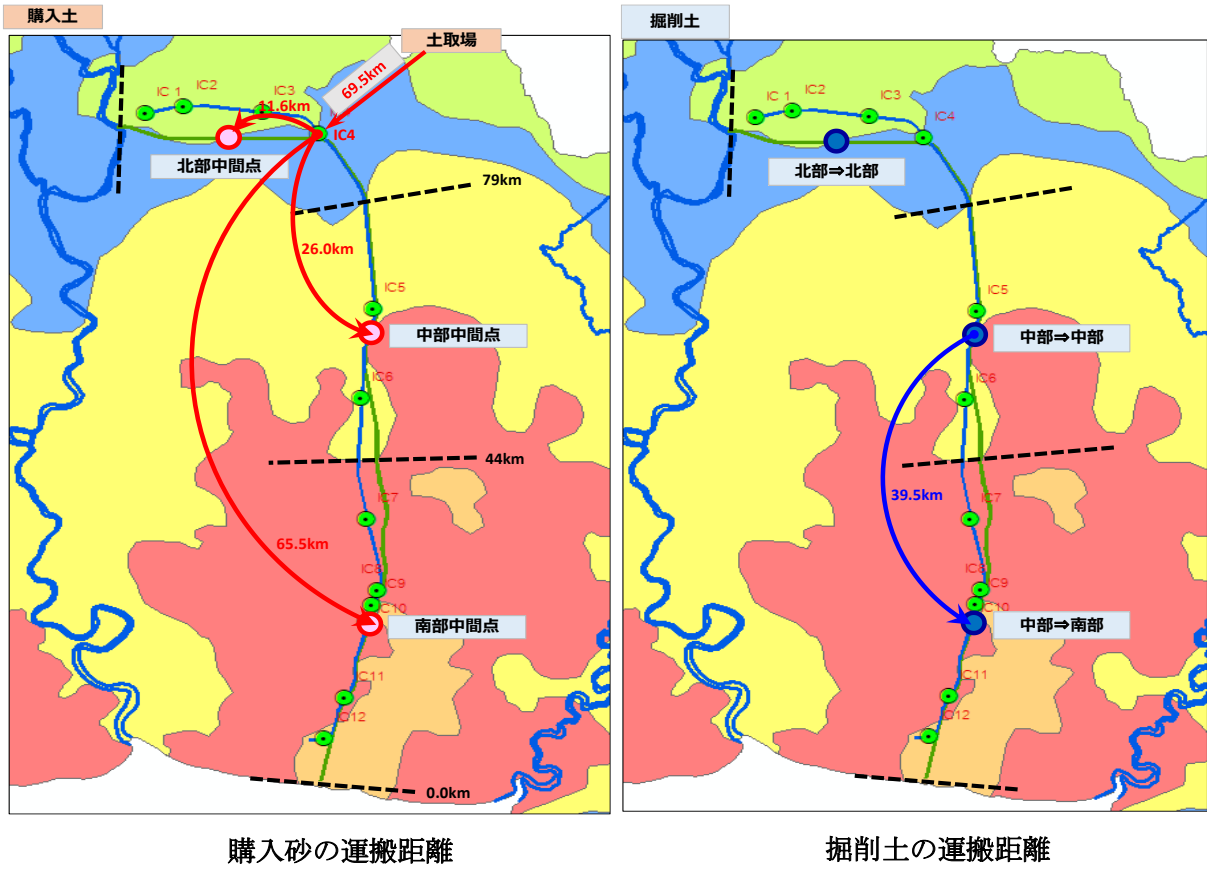 購入土
土取場
69.5km
IC 1
IC2
IC3
11.6km
IC4
北部中間点
79km
26.0km
IC5
中部中間点
IC6
44km
IC7
65.5km
IC8
IC9
C10
南部中間点
IC11
IC12
0.0km
購入砂の運搬距離
掘削土
IC 1
IC2
IC3
IC4
北部⇒北部
IC5
中部⇒中部
IC6
39.5km
IC7
IC8
IC9
C10
中部⇒南部
IC11
IC12
掘削土の運搬距離